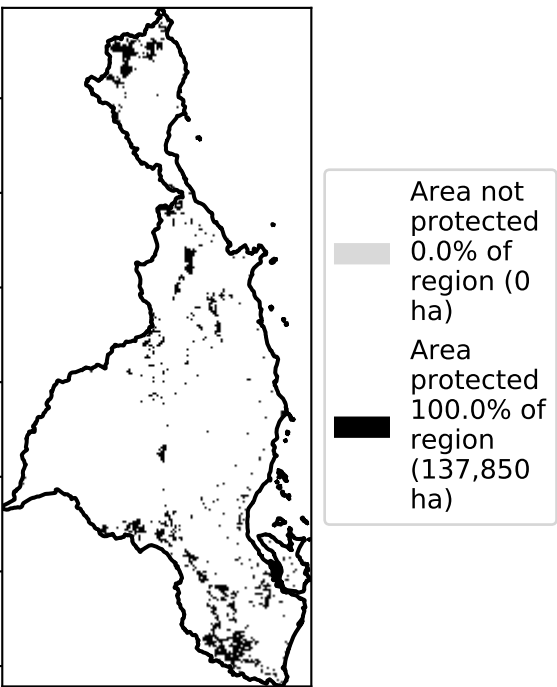 Area not
protected
0.0% of
region (0
ha)
Area
protected
100.0% of
region
(137,850
ha)